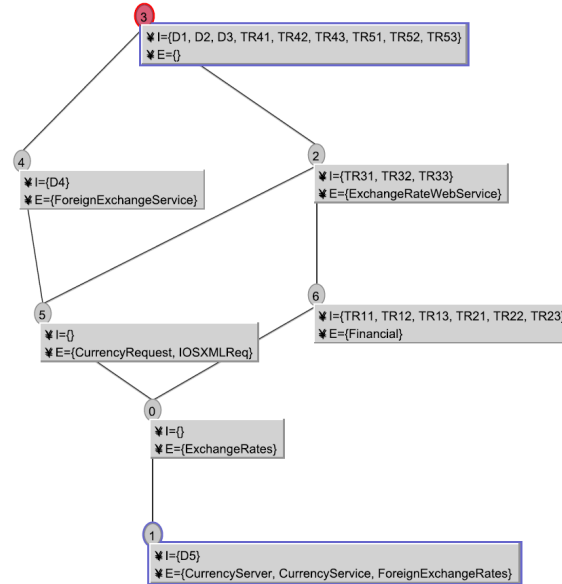 3
¥ I={D1, D2, D3, TR41, TR42, TR43, TR51, TR52, TR53}
¥ E={}
4
2
¥ I={D4}
¥ E={ForeignExchangeService}
¥ I={TR31, TR32, TR33}
¥ E={ExchangeRateWebService}
5
6
¥ I={}
¥ E={CurrencyRequest, IOSXMLReq}
¥ I={TR11, TR12, TR13, TR21, TR22, TR23}
¥ E={Financial}
0
¥ I={}
¥ E={ExchangeRates}
1
¥ I={D5}
¥ E={CurrencyServer, CurrencyService, ForeignExchangeRates}